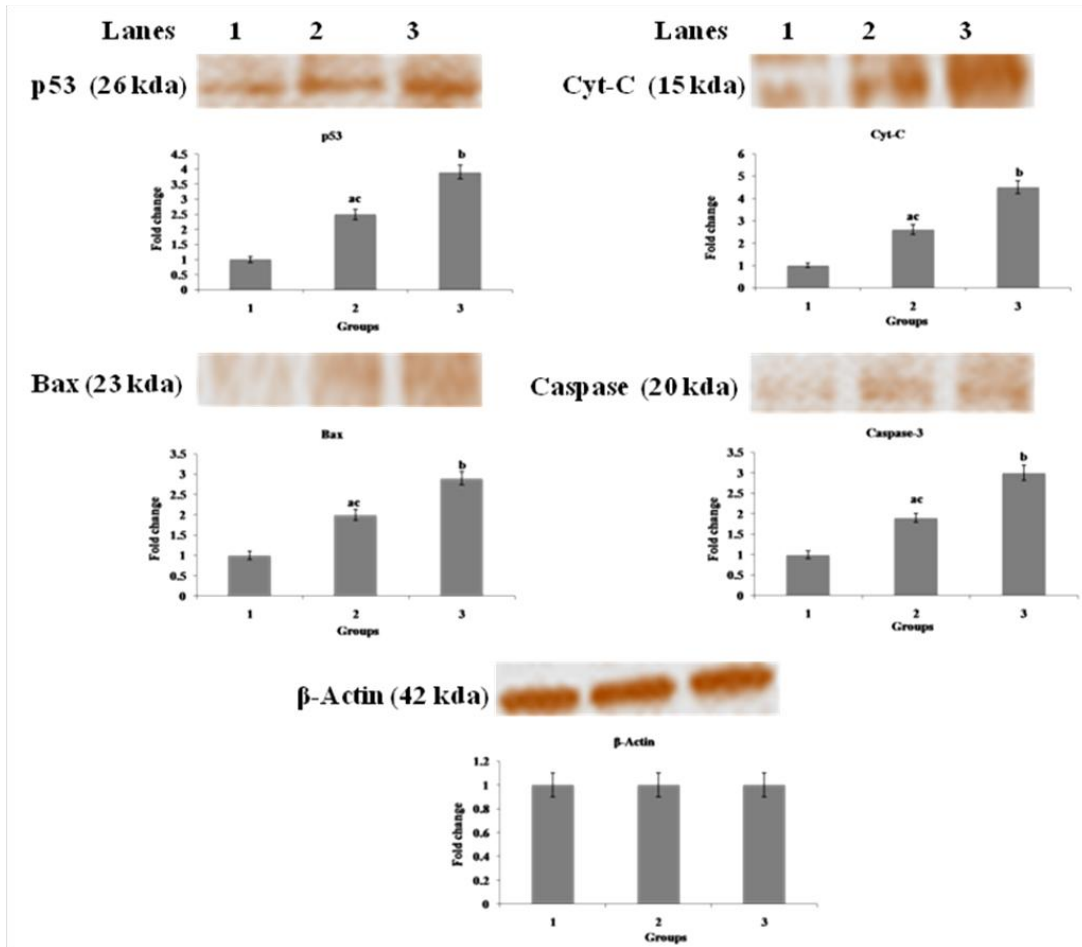 Lanes 1 2 3
p53 (26 kda)
p53
Fold change
4.5
4
3.5
3
2.5
2
1.5
1
0.5
0
ac
b
1 2 3
Groups
Lanes 1 2 3
Cyt-C (15 kda)
Cyt-C
Fold change
6
5
4
3
2
1
0
ac
b
1 2 3
Groups
Bax (23 kda)
Bax
Fold change
3.5
3
2.5
2
1.5
1
0.5
0
ac
b
1 2 3
Groups
Caspase (20 kda)
Caspase-3
Fold change
3.5
3
2.5
2
1.5
1
0.5
0
ac
b
1 2 3
Groups
β-Actin (42 kda)
β-Actin
Fold change
1.2
1
0.8
0.6
0.4
0.2
0
1 2 3
Groups